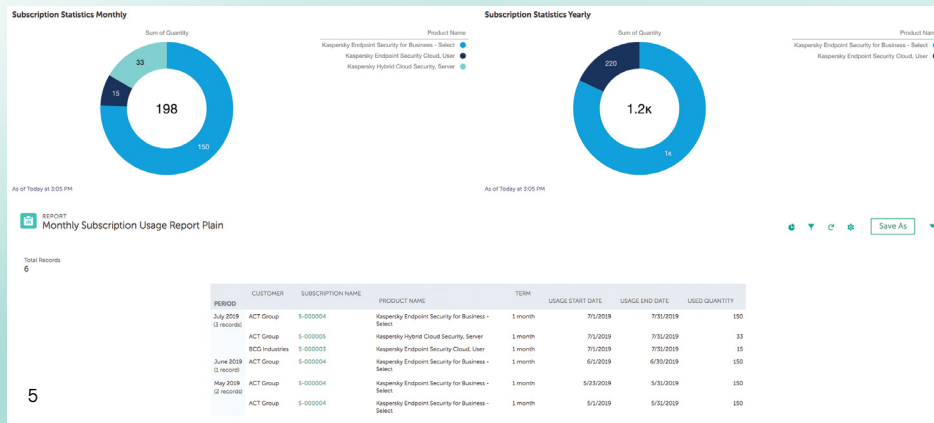 Subscription Statistics Monthly
Sum of Quantity
33
15
198
150
Product Name
Kaspersky Endpoint Security for Business - Select
Kaspersky Endpoint Security Cloud, User
Kaspersky Hybrid Cloud Security, Server
As of Today at 3:05 PM
Subscription Statistics Yearly
Sum of Quantity
220
1.2K
1K
Product Nam
Kaspersky Endpoint Security for Business - Select
Kaspersky Endpoint Security Cloud, User
As of Today at 3:05 PM
REPORT
Monthly Subscription Usage Report Plain
Save As
Total Records
6
PERIOD CUSTOMER SUBSCRIPTION NAME PRODUCT NAME TERM USAGE START DATE USAGE END DATE USED QUANTITY
July 2019 ACT Group S-000004 Kaspersky Endpoint Security for Business - 1 month 7/1/2019 7/31/2019 150
(3 records) Select
ACT Group S-000005 Kaspersky Hybrid Cloud Security, Server 1 month 7/1/2019 7/31/2019 33
BCG Industries S-000003 Kaspersky Endpoint Security Cloud, User 1 month 7/1/2019 7/31/2019 15
June 2019 ACT Group S-000004 Kaspersky Endpoint Security for Business - 1 month 6/1/2019 6/30/2019 150
(1 record) Select
May 2019 ACT Group S-000004 Kaspersky Endpoint Security for Business - 1 month 5/23/2019 5/31/2019 150
(2 records) Select
ACT Group S-000004 Kaspersky Endpoint Security for Business - 1 month 5/1/2019 5/31/2019 150
Select
5